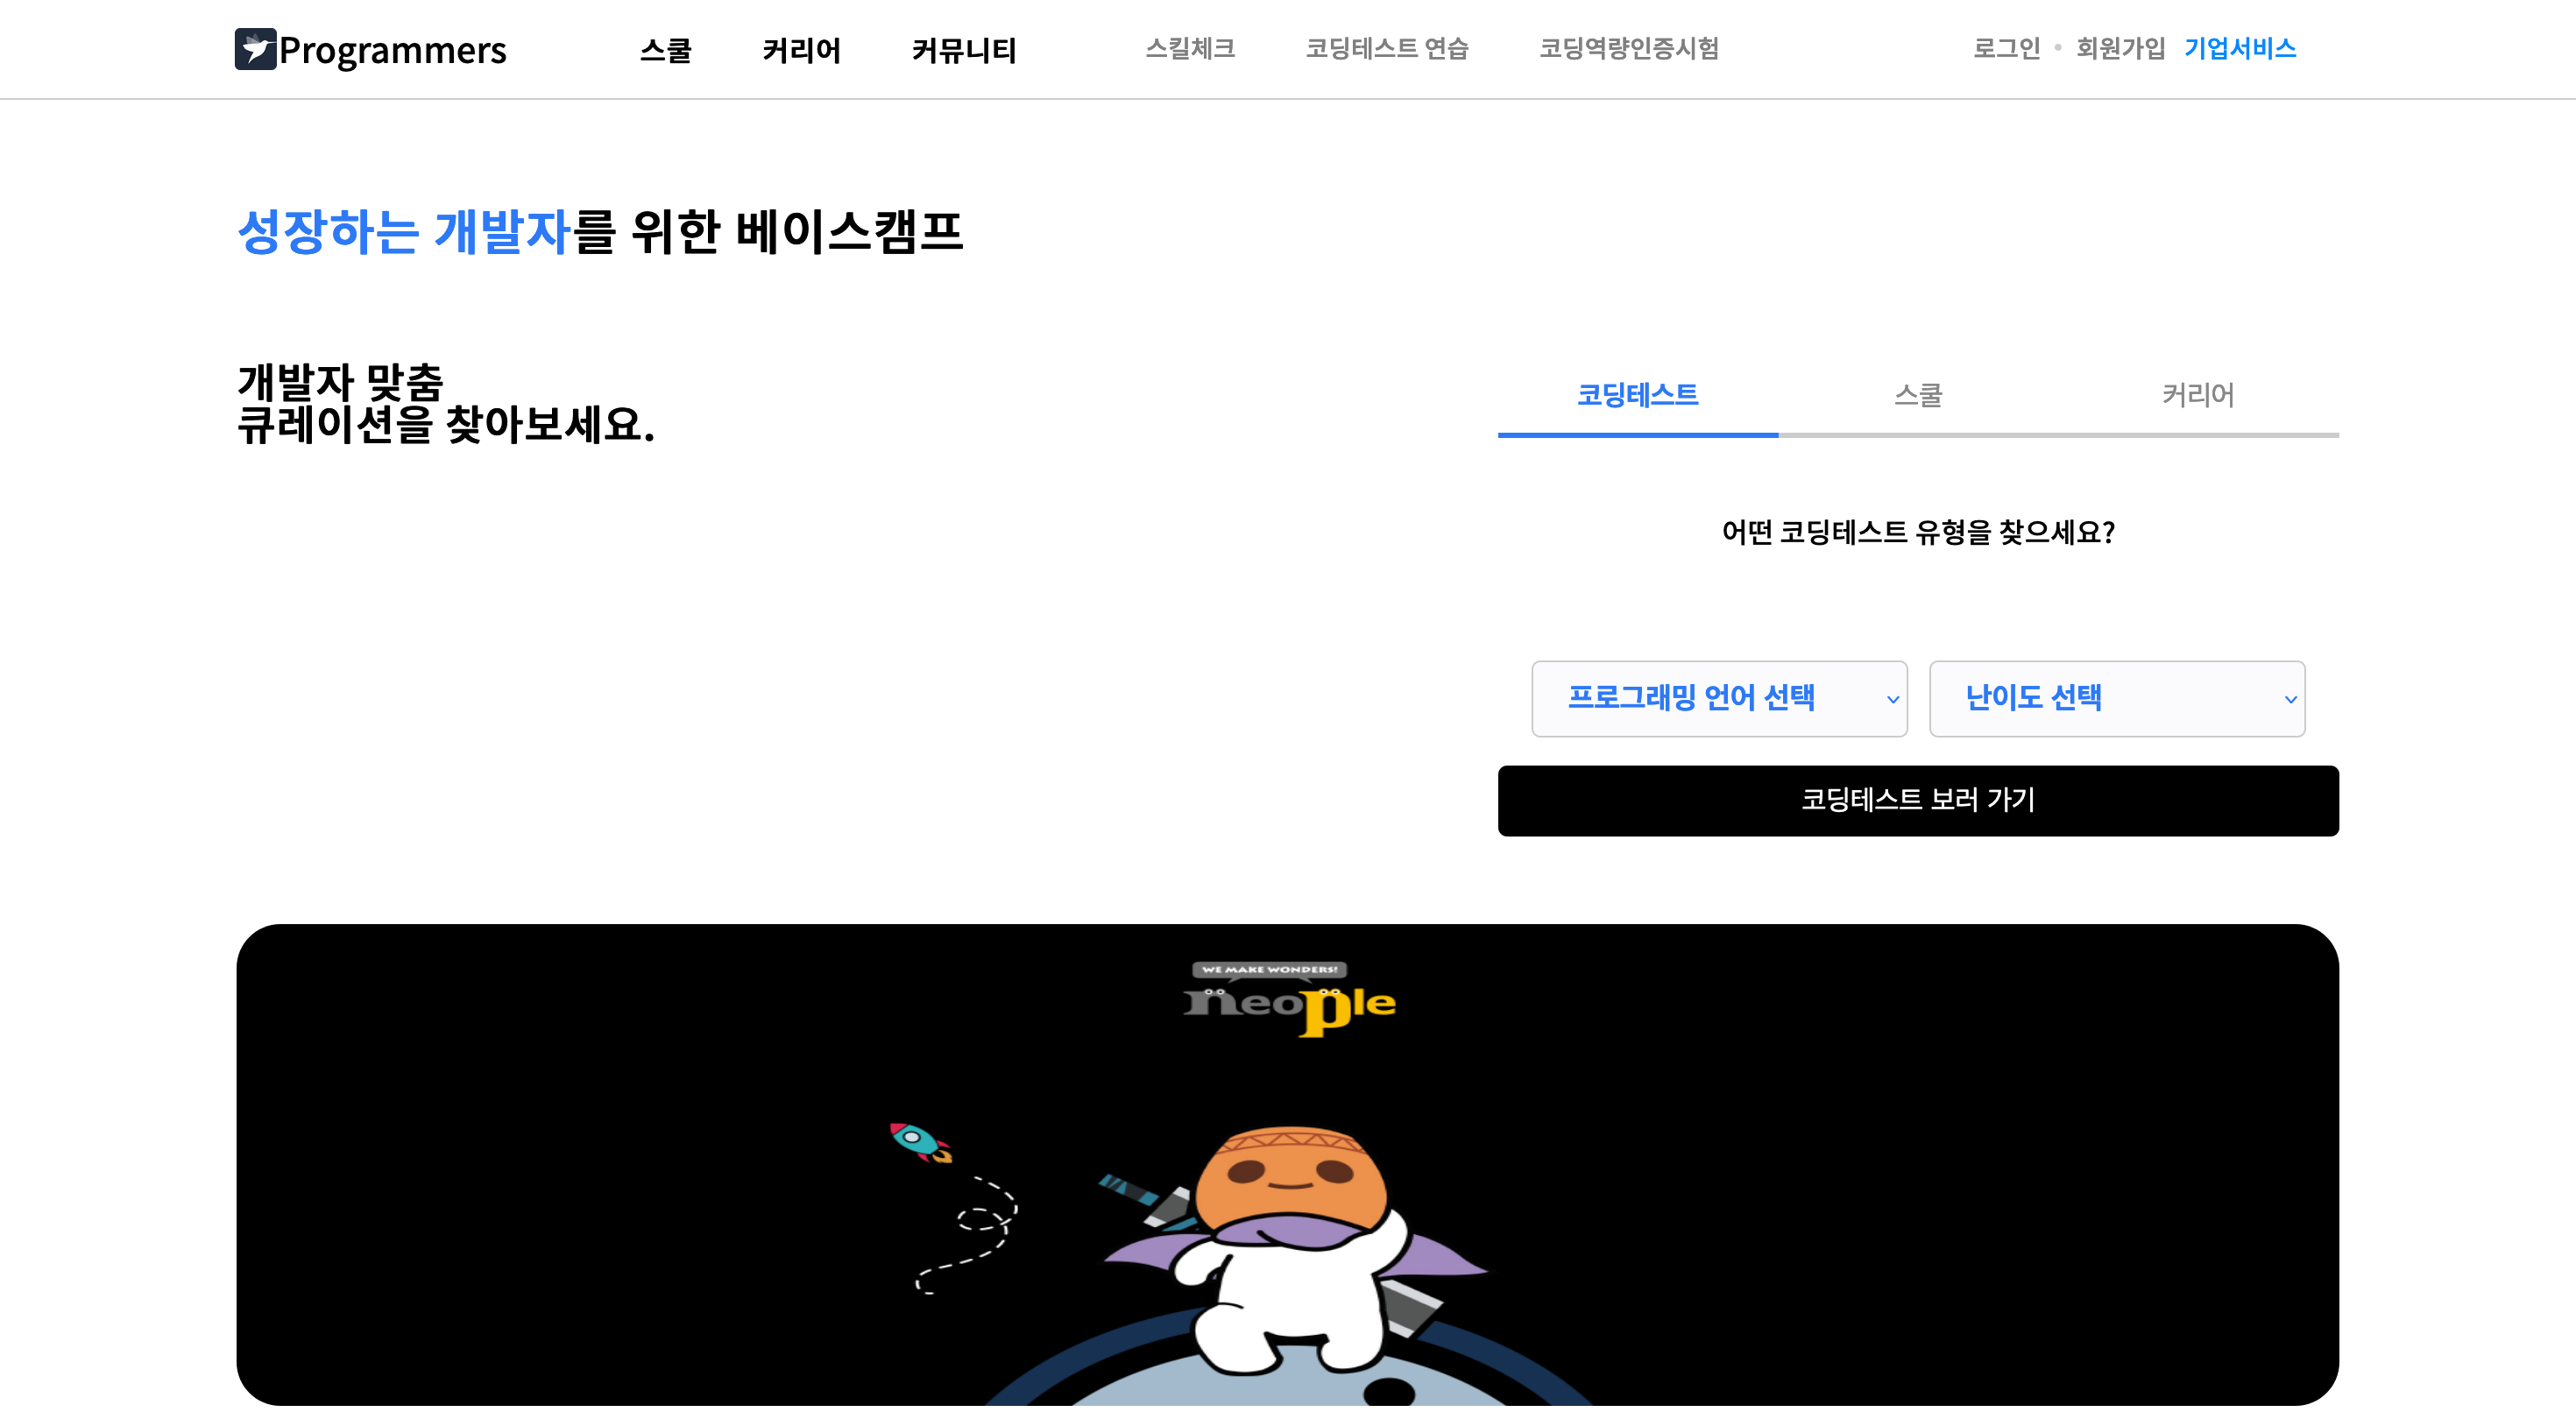 Programmers 스쿨 커리어 커뮤니티 스킬체크 코딩테스트 연습 코딩역량인증시험 로그인 • 회원가입 기업서비스
성장하는 개발자를 위한 베이스캠프
개발자 맞춤
큐레이션을 찾아보세요.
코딩테스트 스쿨 커리어
어떤 코딩테스트 유형을 찾으세요?
프로그래밍 언어 선택 난이도 선택
코딩테스트 보러 가기
WE MAKE WONDERS!
neople